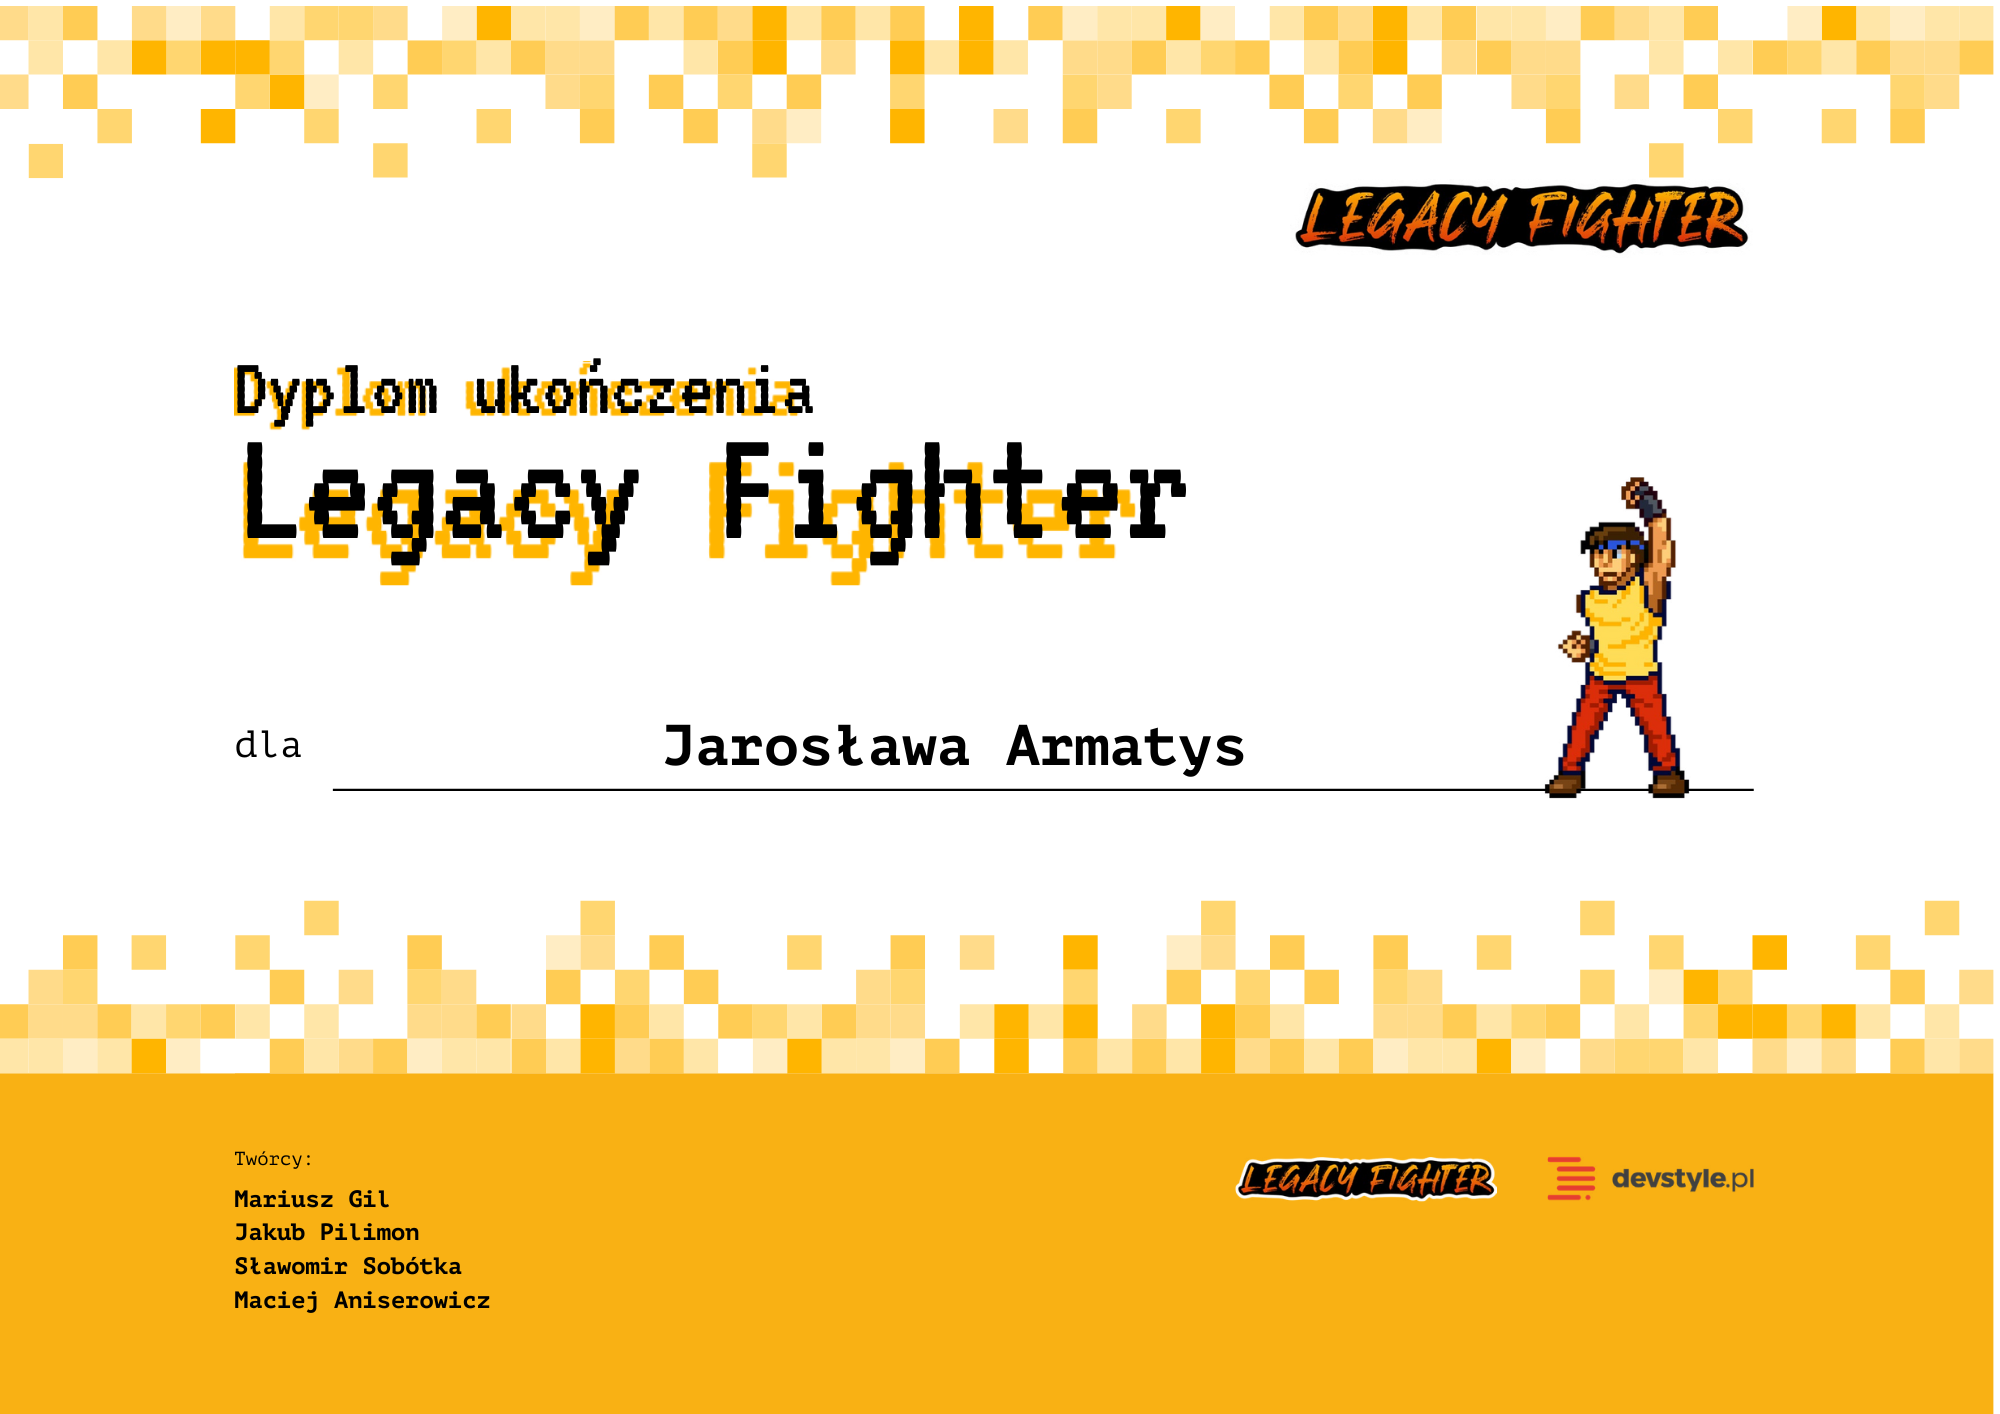 LEGACY FIGHTER
Dyplom ukończenia
Legacy Fighter
dla Jarosława Armatys
Twórcy:
Mariusz Gil
Jakub Pilimon
Sławomir Sobótka
Maciej Aniserowicz
LEGACY FIGHTER devstyle.pl